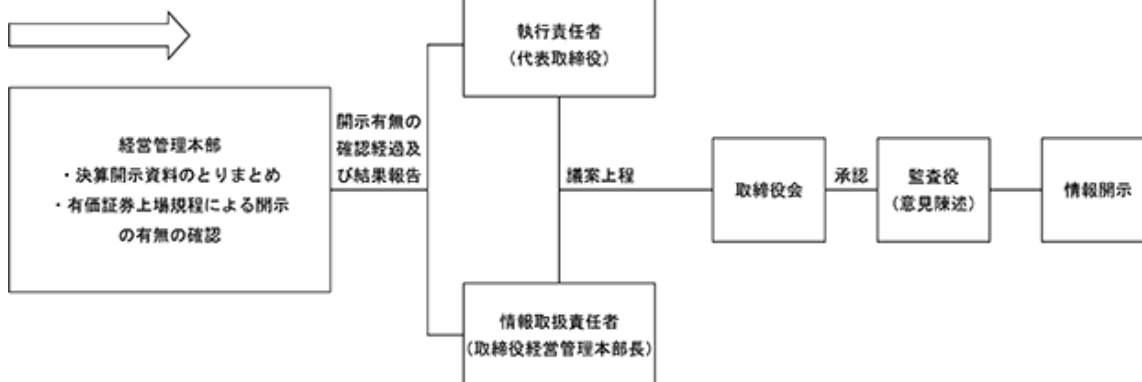 執行責任者
(代表取締役)
経営管理本部
・決算開示資料のとりまとめ
・有価証券上場規程による開示
の有無の確認
開示有無の
確認経過及
び結果報告
議案上程
取締役会
承認
監査役
(意見陳述)
情報開示
情報取扱責任者
(取締役経営管理本部長)